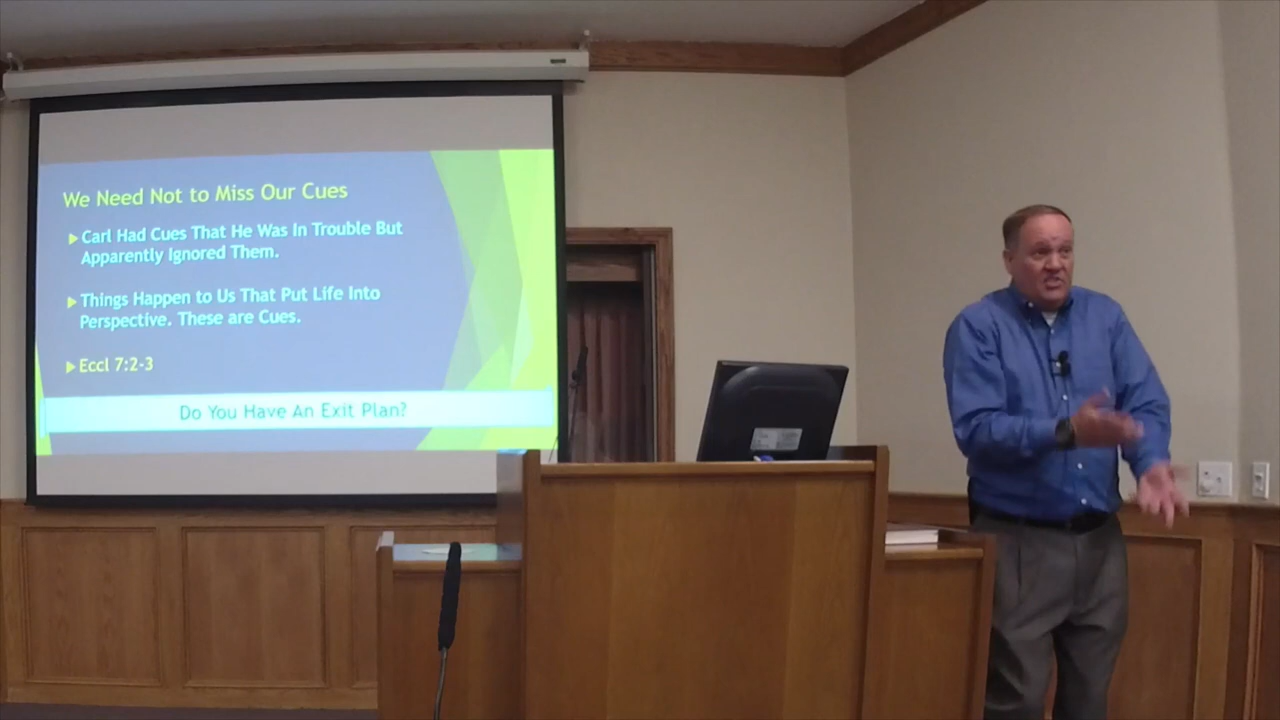 We Need Not to Miss Our Cues
Carl Had Cues That He Was In Trouble But
Apparently Ignored Them.
Things Happen to Us That Put Life Into
Perspective. These are Cues.
Eccl 7:2-3
Do You Have An Exit Plan?